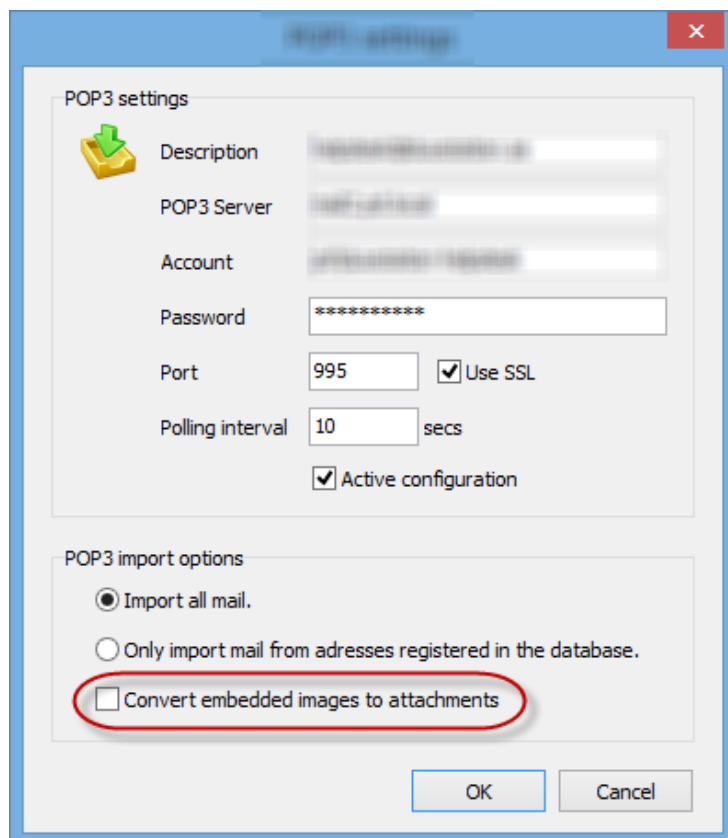 POP3 settings
Description
POP3 Server
Account
Password **********
Port 995 Use SSL
Polling interval 10 secs
Active configuration
POP3 import options
Import all mail.
Only import mail from adresses registered in the database.
Convert embedded images to attachments
OK Cancel